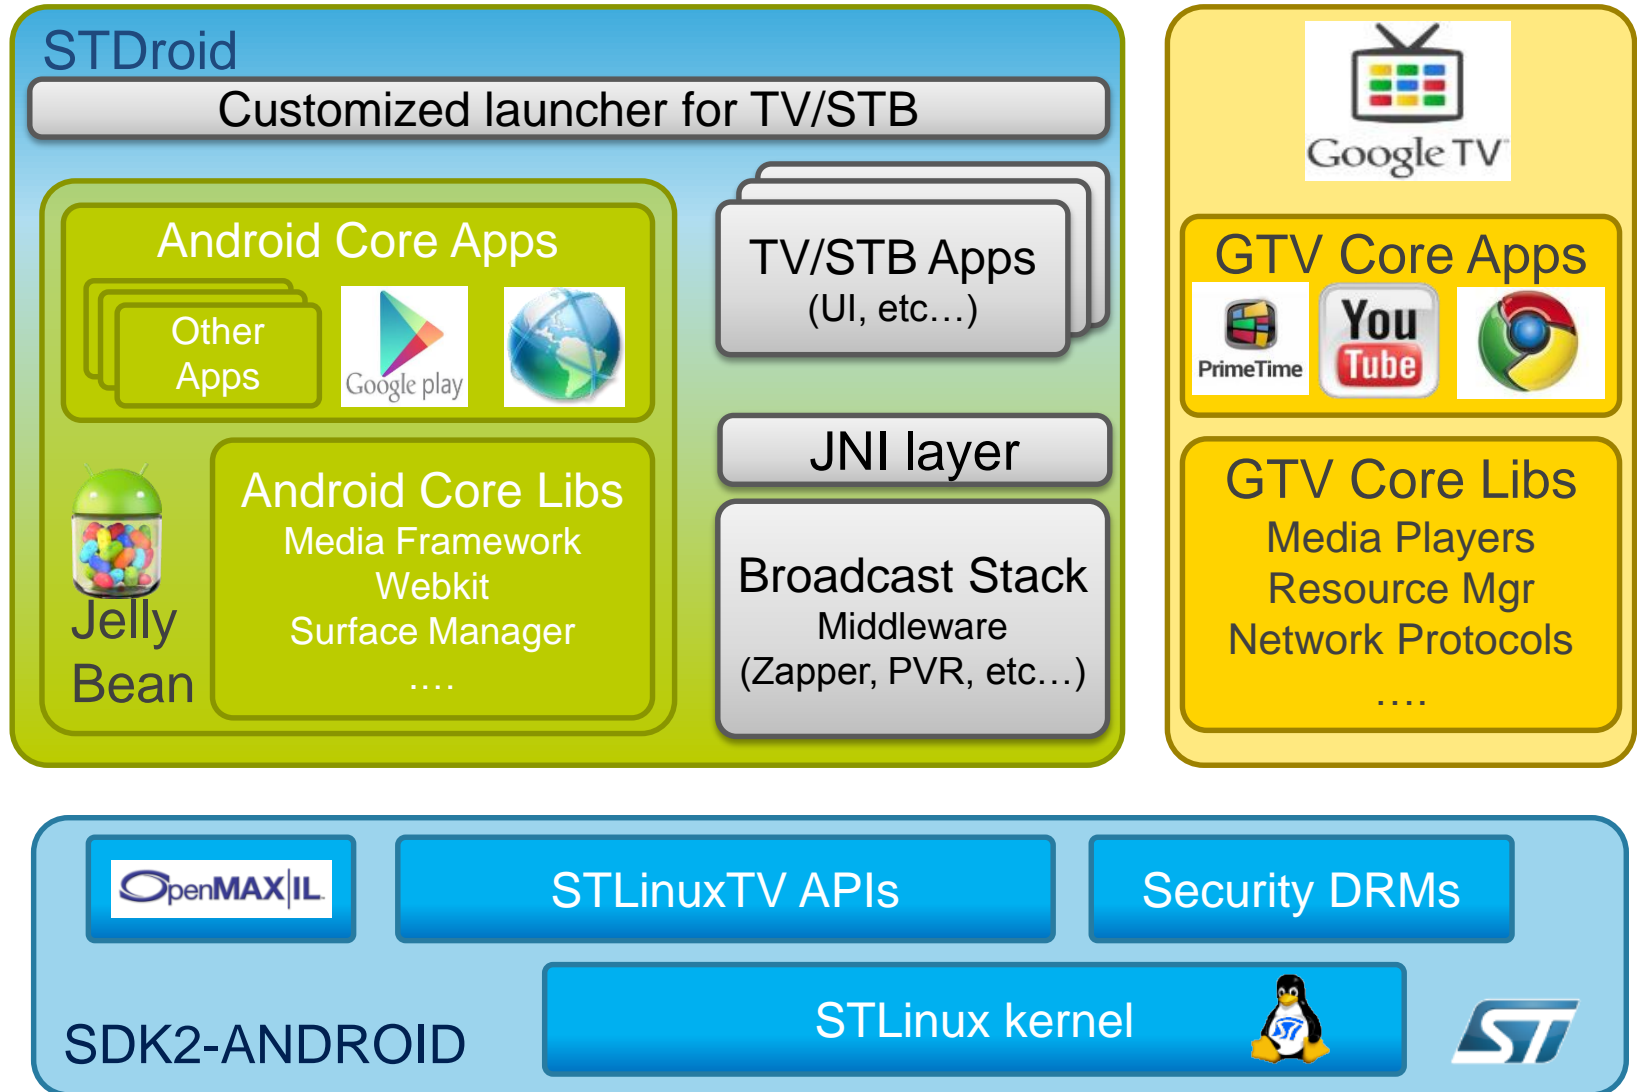 STDroid
Customized launcher for TV/STB
Android Core Apps
Other
Apps
Google play
Android Core Libs
Media Framework
Webkit
Surface Manager
....
Jelly
Bean
TV/STB Apps
(UI, etc…)
JNI layer
Broadcast Stack
Middleware
(Zapper, PVR, etc…)
Google TV
GTV Core Apps
PrimeTime
You
Tube
GTV Core Libs
Media Players
Resource Mgr
Network Protocols
....
OpenMAX|IL
STLinuxTV APIs
Security DRMs
STLinux kernel
ST
SDK2-ANDROID
ST